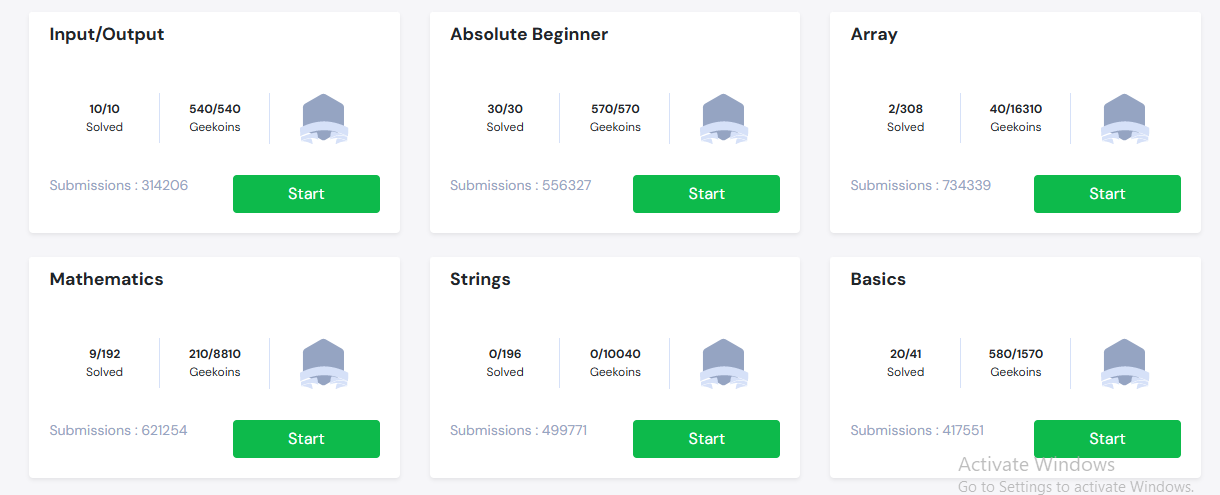 Input/Output
10/10
Solved
540/540
Geekoins
Submissions : 314206
Start
Absolute Beginner
30/30
Solved
570/570
Geekoins
Submissions : 556327
Start
Array
2/308
Solved
40/16310
Geekoins
Submissions : 734339
Start
Mathematics
9/192
Solved
210/8810
Geekoins
Submissions : 621254
Start
Strings
0/196
Solved
0/10040
Geekoins
Submissions : 499771
Start
Basics
20/41
Solved
580/1570
Geekoins
Submissions : 417551
Start
Activate Windows
Go to Settings to activate Windows.